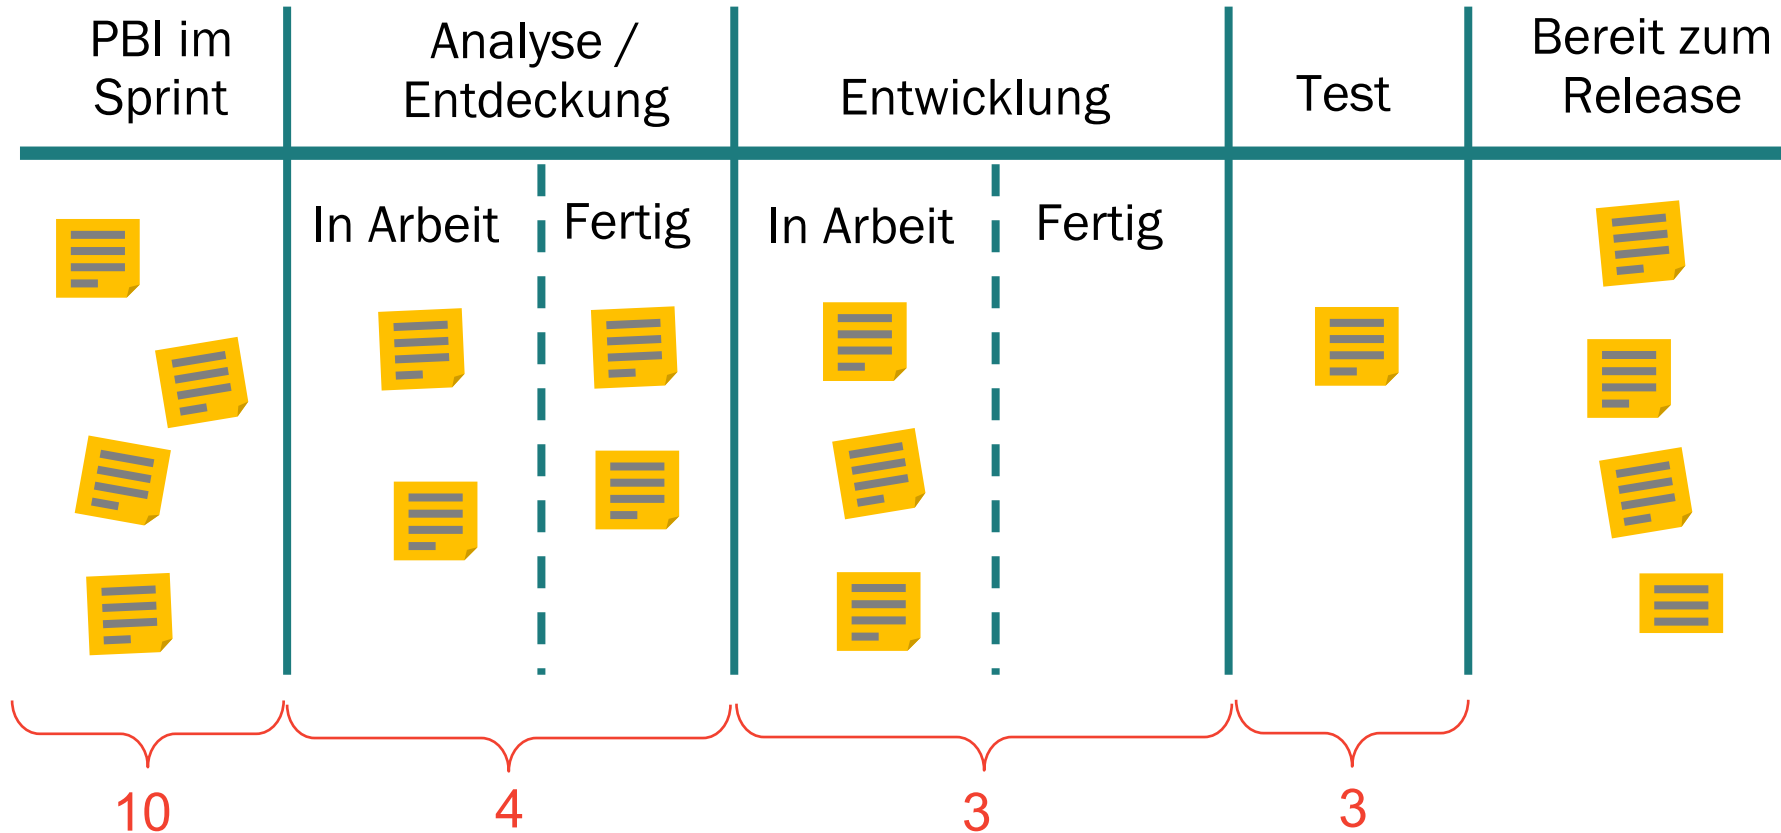 PBI im
Sprint
Analyse /
Entdeckung
Entwicklung
Test
Bereit zum
Release
In Arbeit
Fertig
In Arbeit
Fertig
10
4
3
3